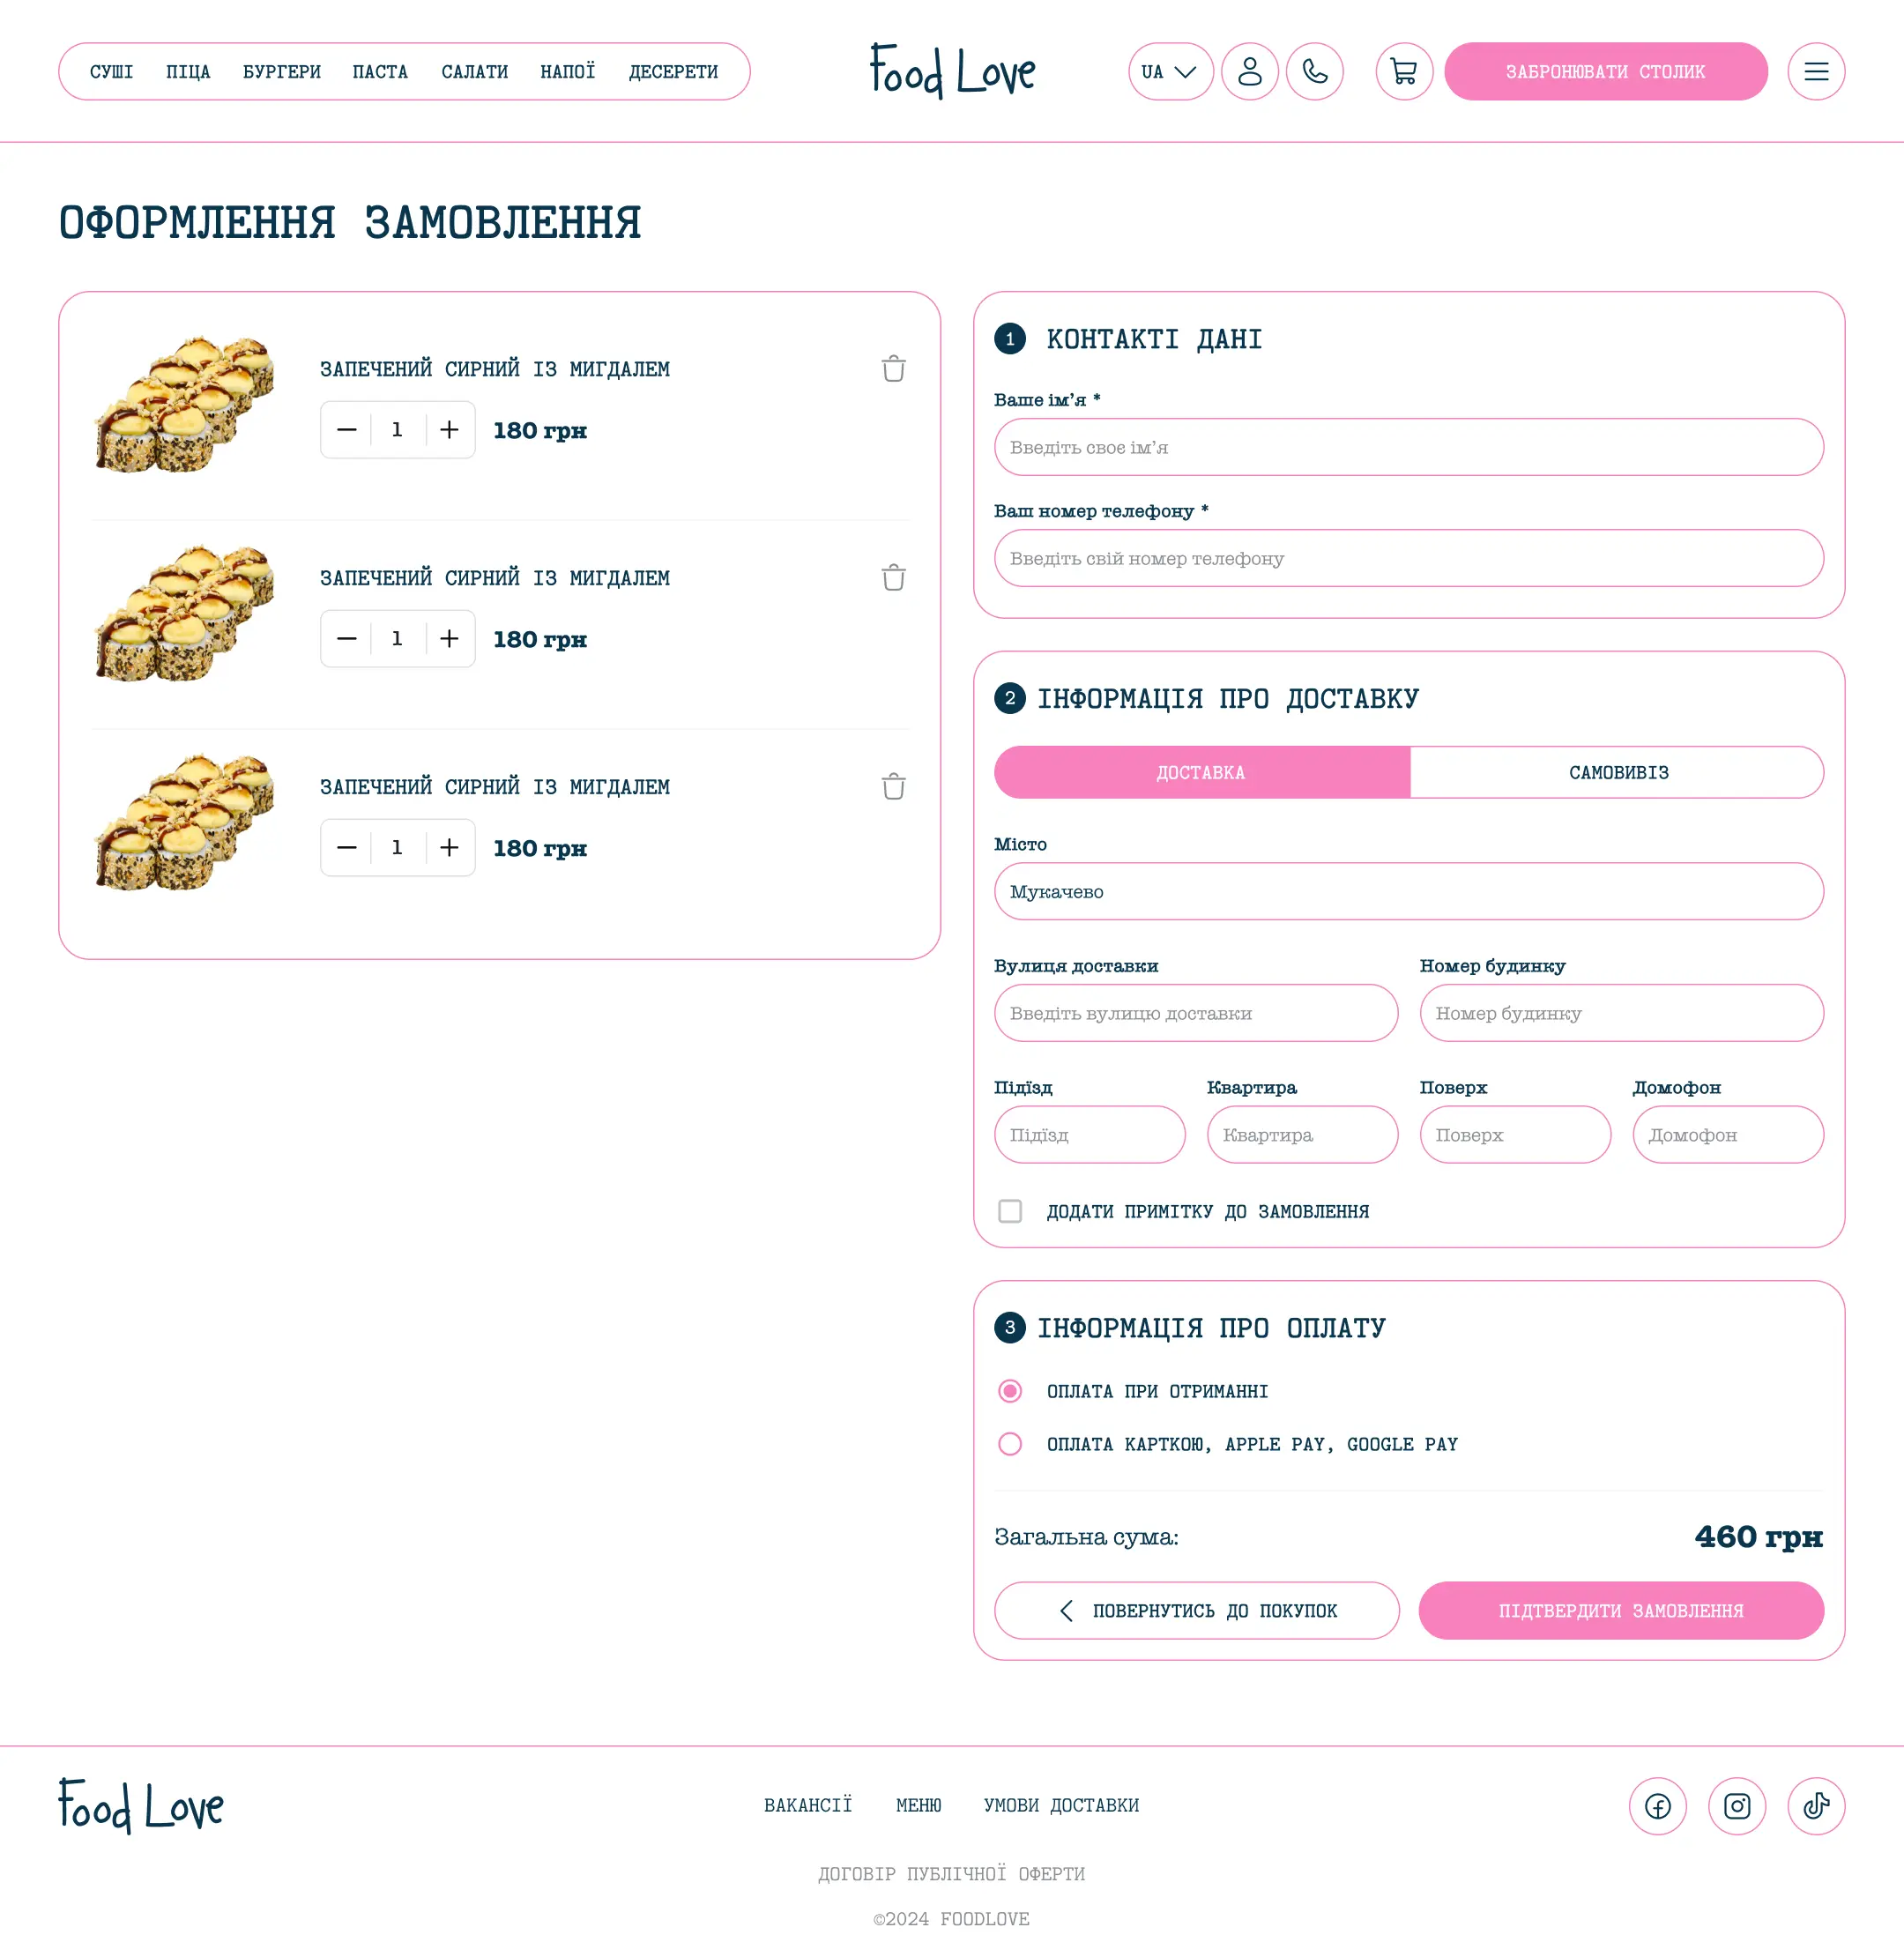 СУШІ ПІЦА БУРГЕРИ ПАСТА САЛАТИ НАПОЇ ДЕСЕРЕТИ
Food Love
UA
ЗАБРОНЮВАТИ СТОЛИК
ОФОРМЛЕННЯ ЗАМОВЛЕННЯ
ЗАПЕЧЕНИЙ СИРНИЙ ІЗ МИГДАЛЕМ
1
180 грн
ЗАПЕЧЕНИЙ СИРНИЙ ІЗ МИГДАЛЕМ
1
180 грн
ЗАПЕЧЕНИЙ СИРНИЙ ІЗ МИГДАЛЕМ
1
180 грн
1 КОНТАКТІ ДАНІ
Ваше ім’я *
Введіть своє ім’я
Ваш номер телефону *
Введіть свій номер телефону
2 ІНФОРМАЦІЯ ПРО ДОСТАВКУ
ДОСТАВКА САМОВИВІЗ
Місто
Мукачево
Вулиця доставки Номер будинку
Введіть вулицю доставки Номер будинку
Підїзд Квартира Поверх Домофон
Підїзд Квартира Поверх Домофон
ДОДАТИ ПРИМІТКУ ДО ЗАМОВЛЕННЯ
3 ІНФОРМАЦІЯ ПРО ОПЛАТУ
ОПЛАТА ПРИ ОТРИМАННІ
ОПЛАТА КАРТКОЮ, APPLE PAY, GOOGLE PAY
Загальна сума: 460 грн
ПОВЕРНУТИСЬ ДО ПОКУПОК ПІДТВЕРДИТИ ЗАМОВЛЕННЯ
Food Love
ВАКАНСІЇ МЕНЮ УМОВИ ДОСТАВКИ
ДОГОВІР ПУБЛІЧНОЇ ОФЕРТИ
©2024 FOODLOVE